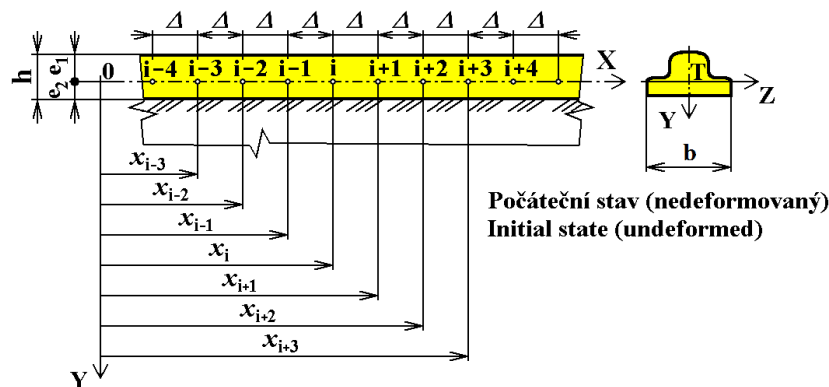 Δ Δ Δ Δ Δ Δ Δ Δ Δ
h e₂ e₁ 0 i−4 i−3 i−2 i−1 i i+1 i+2 i+3 i+4 X T Z
Y
b
xᵢ₋₃
xᵢ₋₂
xᵢ₋₁
xᵢ
xᵢ₊₁
xᵢ₊₂
xᵢ₊₃
Y
Počáteční stav (nedeformovaný)
Initial state (undeformed)